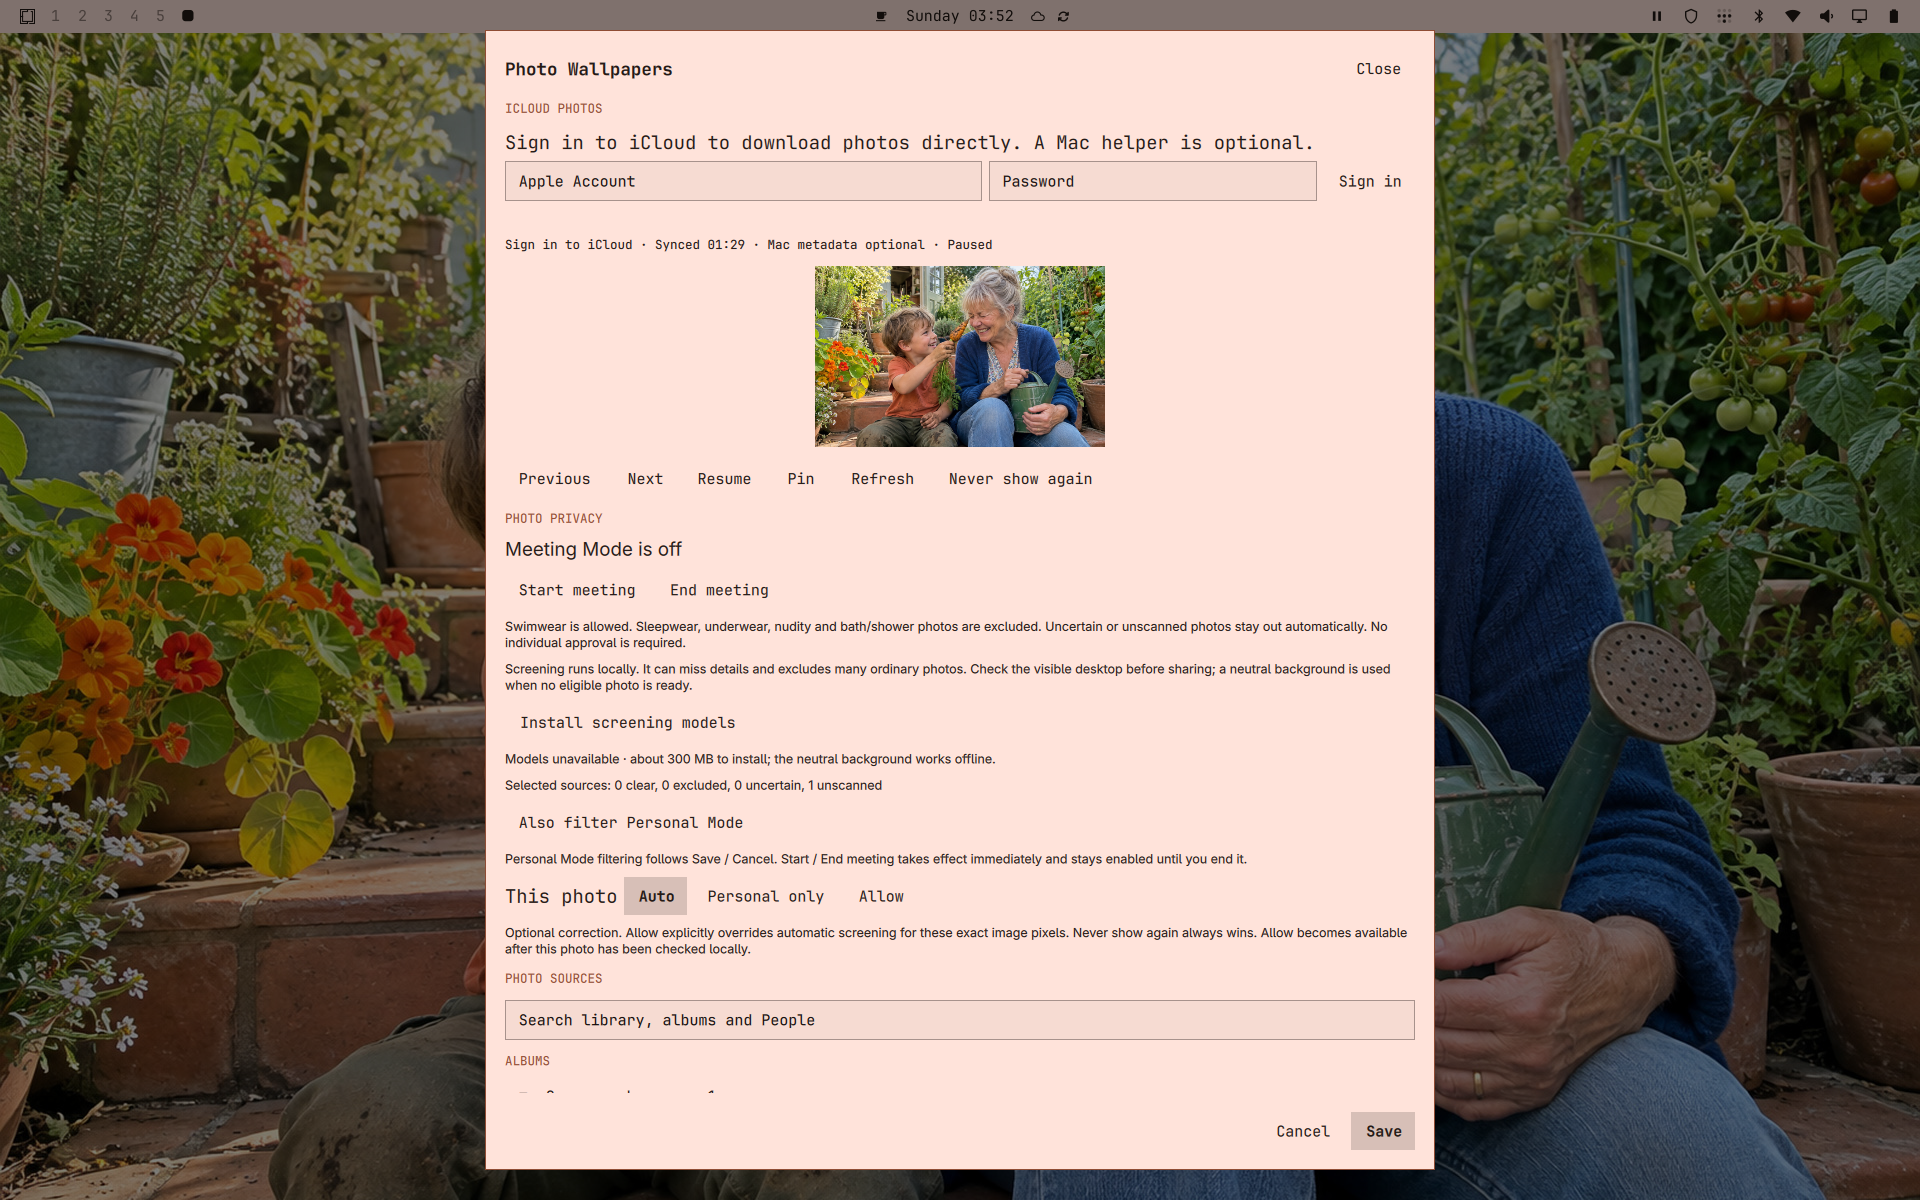 1 2 3 4 5
Sunday 03:52
Photo Wallpapers
Close
ICLOUD PHOTOS
Sign in to iCloud to download photos directly. A Mac helper is optional.
Apple Account
Password
Sign in
Sign in to iCloud · Synced 01:29 · Mac metadata optional · Paused
Previous Next Resume Pin Refresh Never show again
PHOTO PRIVACY
Meeting Mode is off
Start meeting End meeting
Swimwear is allowed. Sleepwear, underwear, nudity and bath/shower photos are excluded. Uncertain or unscanned photos stay out automatically. No
individual approval is required.
Screening runs locally. It can miss details and excludes many ordinary photos. Check the visible desktop before sharing; a neutral background is used
when no eligible photo is ready.
Install screening models
Models unavailable · about 300 MB to install; the neutral background works offline.
Selected sources: 0 clear, 0 excluded, 0 uncertain, 1 unscanned
Also filter Personal Mode
Personal Mode filtering follows Save / Cancel. Start / End meeting takes effect immediately and stays enabled until you end it.
This photo Auto Personal only Allow
Optional correction. Allow explicitly overrides automatic screening for these exact image pixels. Never show again always wins. Allow becomes available
after this photo has been checked locally.
PHOTO SOURCES
Search library, albums and People
ALBUMS
Cancel Save